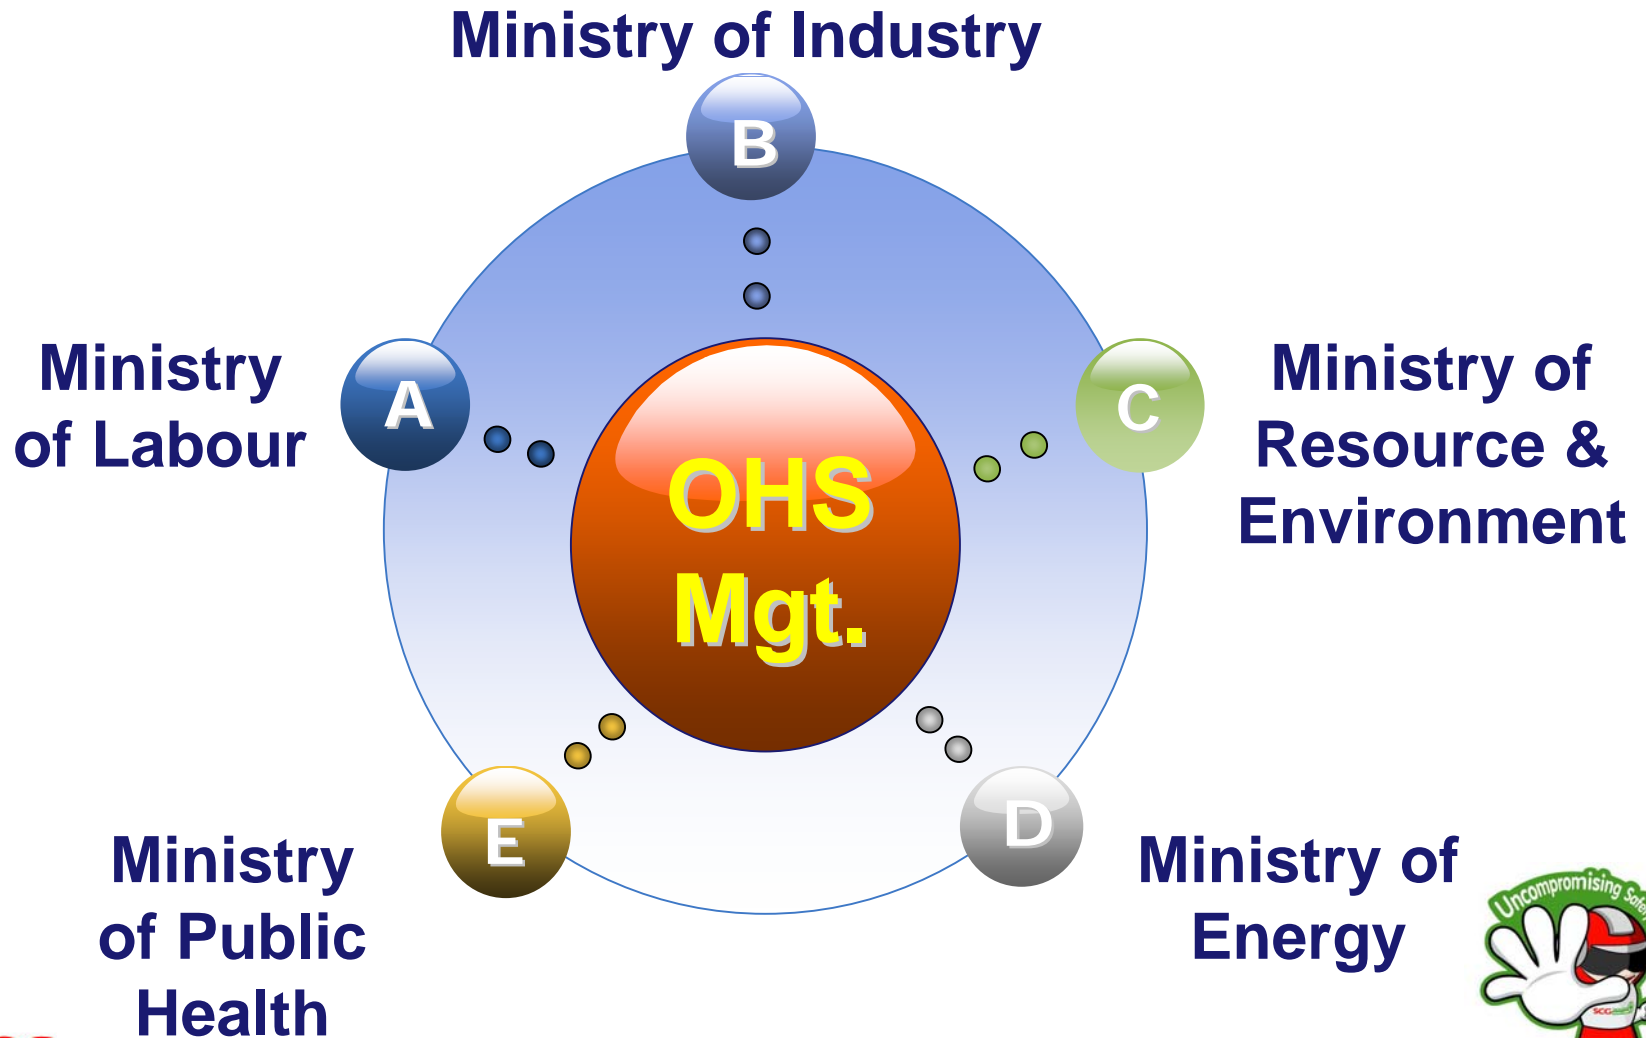 Ministry of Industry
B
Ministry
of Labour
A
C
Ministry of
Resource &
Environment
OHS
Mgt.
E
D
Ministry
of Public
Health
Ministry of
Energy
Uncompromising
SCG